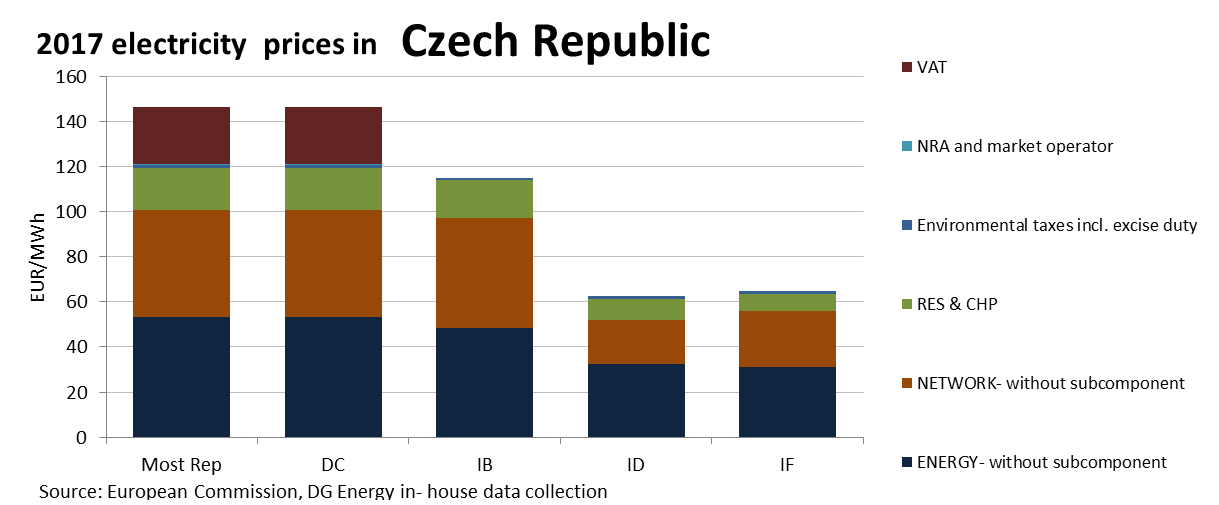 2017 electricity prices in Czech Republic
EUR/MWh
160
140
120
100
80
60
40
20
0
Most Rep
DC
IB
ID
IF
VAT
NRA and market operator
Environmental taxes incl. excise duty
RES & CHP
NETWORK- without subcomponent
ENERGY- without subcomponent
Source: European Commission, DG Energy in- house data collection